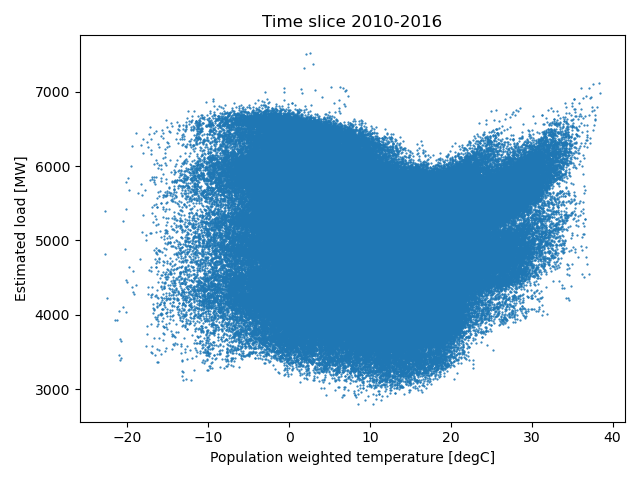 Time slice 2010-2016
Estimated load [MW]
7000
6000
5000
4000
3000
−20 −10 0 10 20 30 40
Population weighted temperature [degC]